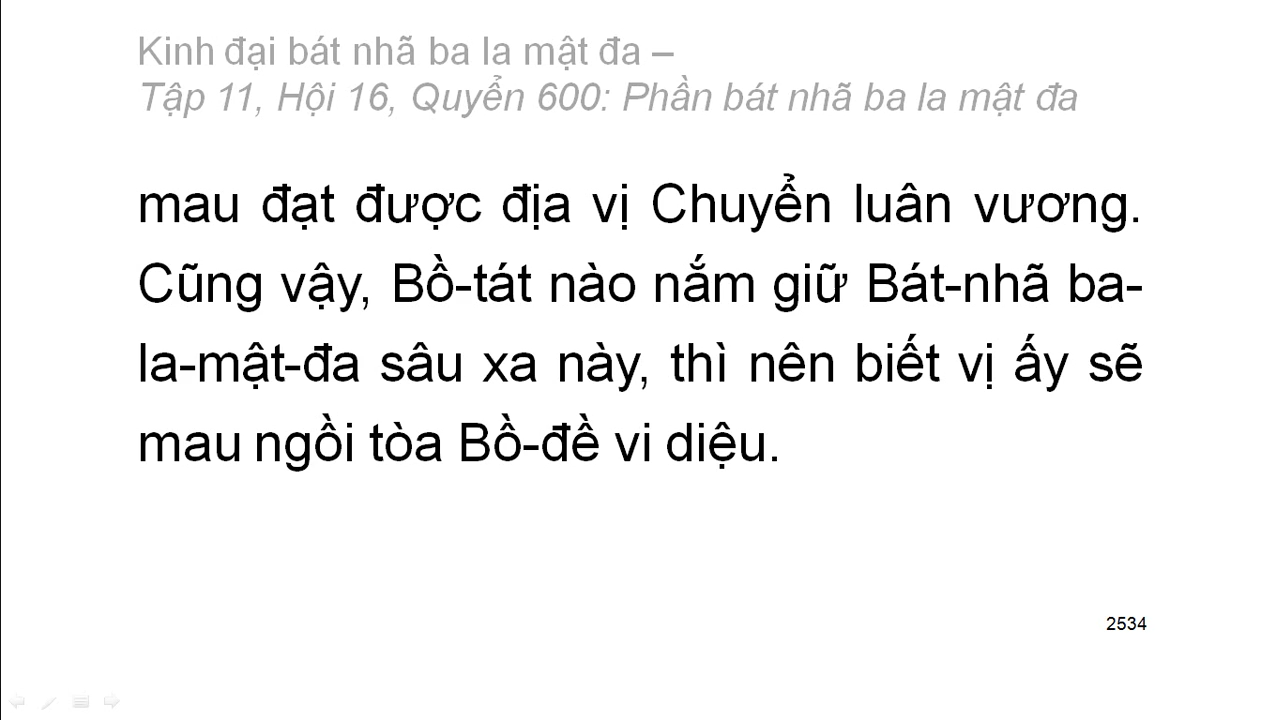 Kinh đại bát nhã ba la mật đa –
Tập 11, Hội 16, Quyển 600: Phần bát nhã ba la mật đa
mau đạt được địa vị Chuyển luân vương.
Cũng vậy, Bồ-tát nào nắm giữ Bát-nhã ba-
la-mật-đa sâu xa này, thì nên biết vị ấy sẽ
mau ngồi tòa Bồ-đề vi diệu.
2534